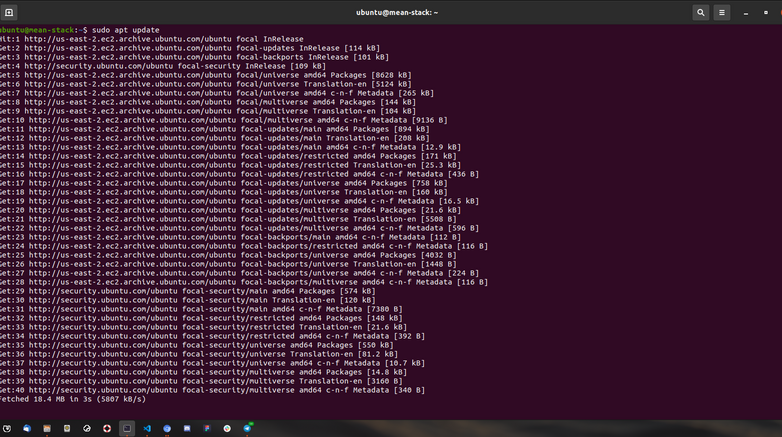 ubuntu@mean-stack: ~
ubuntu@mean-stack:~$ sudo apt update
Hit:1 http://us-east-2.ec2.archive.ubuntu.com/ubuntu focal InRelease
Get:2 http://us-east-2.ec2.archive.ubuntu.com/ubuntu focal-updates InRelease [114 kB]
Get:3 http://us-east-2.ec2.archive.ubuntu.com/ubuntu focal-backports InRelease [101 kB]
Get:4 http://security.ubuntu.com/ubuntu focal-security InRelease [109 kB]
Get:5 http://us-east-2.ec2.archive.ubuntu.com/ubuntu focal/universe amd64 Packages [8628 kB]
Get:6 http://us-east-2.ec2.archive.ubuntu.com/ubuntu focal/universe Translation-en [5124 kB]
Get:7 http://us-east-2.ec2.archive.ubuntu.com/ubuntu focal/universe amd64 c-n-f Metadata [265 kB]
Get:8 http://us-east-2.ec2.archive.ubuntu.com/ubuntu focal/multiverse amd64 Packages [144 kB]
Get:9 http://us-east-2.ec2.archive.ubuntu.com/ubuntu focal/multiverse Translation-en [104 kB]
Get:10 http://us-east-2.ec2.archive.ubuntu.com/ubuntu focal/multiverse amd64 c-n-f Metadata [9136 B]
Get:11 http://us-east-2.ec2.archive.ubuntu.com/ubuntu focal-updates/main amd64 Packages [894 kB]
Get:12 http://us-east-2.ec2.archive.ubuntu.com/ubuntu focal-updates/main Translation-en [208 kB]
Get:13 http://us-east-2.ec2.archive.ubuntu.com/ubuntu focal-updates/main amd64 c-n-f Metadata [12.9 kB]
Get:14 http://us-east-2.ec2.archive.ubuntu.com/ubuntu focal-updates/restricted amd64 Packages [171 kB]
Get:15 http://us-east-2.ec2.archive.ubuntu.com/ubuntu focal-updates/restricted Translation-en [25.3 kB]
Get:16 http://us-east-2.ec2.archive.ubuntu.com/ubuntu focal-updates/restricted amd64 c-n-f Metadata [436 B]
Get:17 http://us-east-2.ec2.archive.ubuntu.com/ubuntu focal-updates/universe amd64 Packages [758 kB]
Get:18 http://us-east-2.ec2.archive.ubuntu.com/ubuntu focal-updates/universe Translation-en [160 kB]
Get:19 http://us-east-2.ec2.archive.ubuntu.com/ubuntu focal-updates/universe amd64 c-n-f Metadata [16.5 kB]
Get:20 http://us-east-2.ec2.archive.ubuntu.com/ubuntu focal-updates/multiverse amd64 Packages [21.6 kB]
Get:21 http://us-east-2.ec2.archive.ubuntu.com/ubuntu focal-updates/multiverse Translation-en [5508 B]
Get:22 http://us-east-2.ec2.archive.ubuntu.com/ubuntu focal-updates/multiverse amd64 c-n-f Metadata [596 B]
Get:23 http://us-east-2.ec2.archive.ubuntu.com/ubuntu focal-backports/main amd64 c-n-f Metadata [112 B]
Get:24 http://us-east-2.ec2.archive.ubuntu.com/ubuntu focal-backports/restricted amd64 c-n-f Metadata [116 B]
Get:25 http://us-east-2.ec2.archive.ubuntu.com/ubuntu focal-backports/universe amd64 Packages [4032 B]
Get:26 http://us-east-2.ec2.archive.ubuntu.com/ubuntu focal-backports/universe Translation-en [1448 B]
Get:27 http://us-east-2.ec2.archive.ubuntu.com/ubuntu focal-backports/universe amd64 c-n-f Metadata [224 B]
Get:28 http://us-east-2.ec2.archive.ubuntu.com/ubuntu focal-backports/multiverse amd64 c-n-f Metadata [116 B]
Get:29 http://security.ubuntu.com/ubuntu focal-security/main amd64 Packages [574 kB]
Get:30 http://security.ubuntu.com/ubuntu focal-security/main Translation-en [120 kB]
Get:31 http://security.ubuntu.com/ubuntu focal-security/main amd64 c-n-f Metadata [7380 B]
Get:32 http://security.ubuntu.com/ubuntu focal-security/restricted amd64 Packages [148 kB]
Get:33 http://security.ubuntu.com/ubuntu focal-security/restricted Translation-en [21.6 kB]
Get:34 http://security.ubuntu.com/ubuntu focal-security/restricted amd64 c-n-f Metadata [392 B]
Get:35 http://security.ubuntu.com/ubuntu focal-security/universe amd64 Packages [550 kB]
Get:36 http://security.ubuntu.com/ubuntu focal-security/universe Translation-en [81.2 kB]
Get:37 http://security.ubuntu.com/ubuntu focal-security/universe amd64 c-n-f Metadata [10.7 kB]
Get:38 http://security.ubuntu.com/ubuntu focal-security/multiverse amd64 Packages [14.8 kB]
Get:39 http://security.ubuntu.com/ubuntu focal-security/multiverse Translation-en [3160 B]
Get:40 http://security.ubuntu.com/ubuntu focal-security/multiverse amd64 c-n-f Metadata [340 B]
Fetched 18.4 MB in 3s (5807 kB/s)